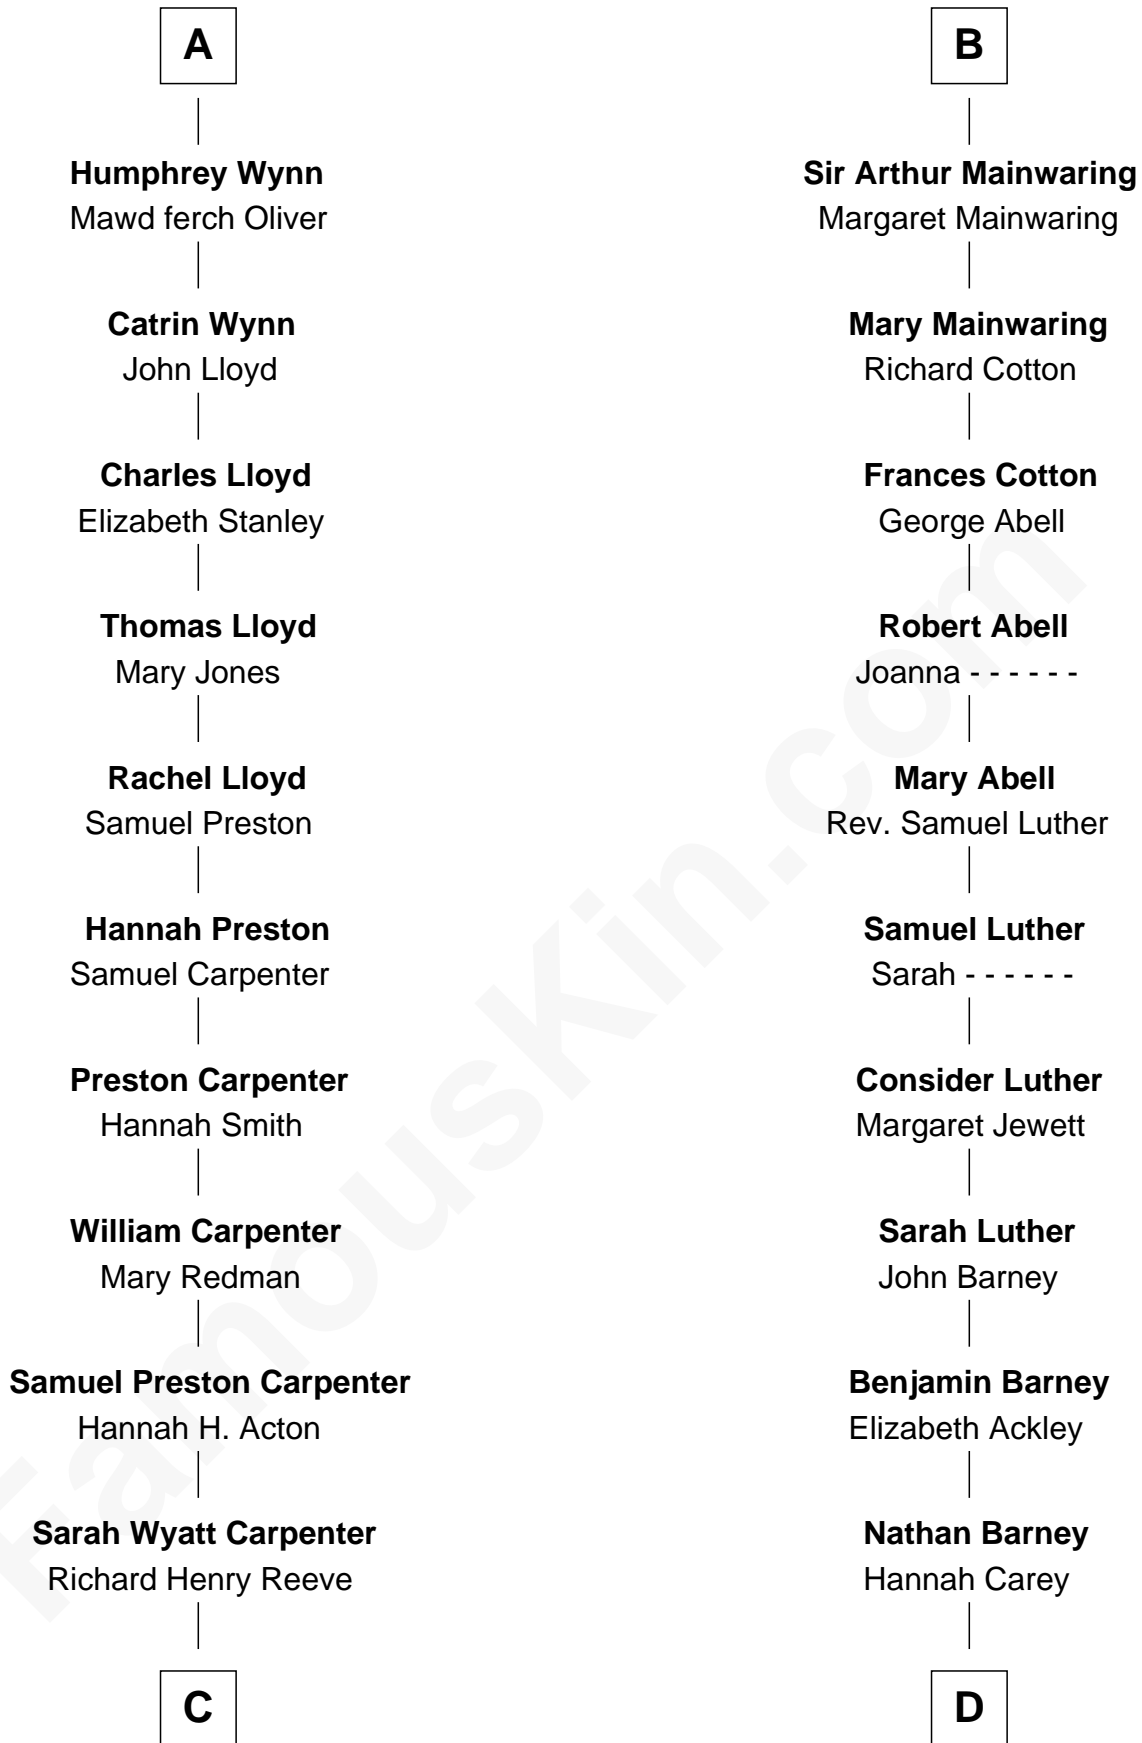 A
Humphrey Wynn
Mawd ferch Oliver
Catrin Wynn
John Lloyd
Charles Lloyd
Elizabeth Stanley
Thomas Lloyd
Mary Jones
Rachel Lloyd
Samuel Preston
Hannah Preston
Samuel Carpenter
Preston Carpenter
Hannah Smith
William Carpenter
Mary Redman
Samuel Preston Carpenter
Hannah H. Acton
Sarah Wyatt Carpenter
Richard Henry Reeve
C
B
Sir Arthur Mainwaring
Margaret Mainwaring
Mary Mainwaring
Richard Cotton
Frances Cotton
George Abell
Robert Abell
Joanna - - - - - -
Mary Abell
Rev. Samuel Luther
Samuel Luther
Sarah - - - - - -
Consider Luther
Margaret Jewett
Sarah Luther
John Barney
Benjamin Barney
Elizabeth Ackley
Nathan Barney
Hannah Carey
D
FamousKin.com